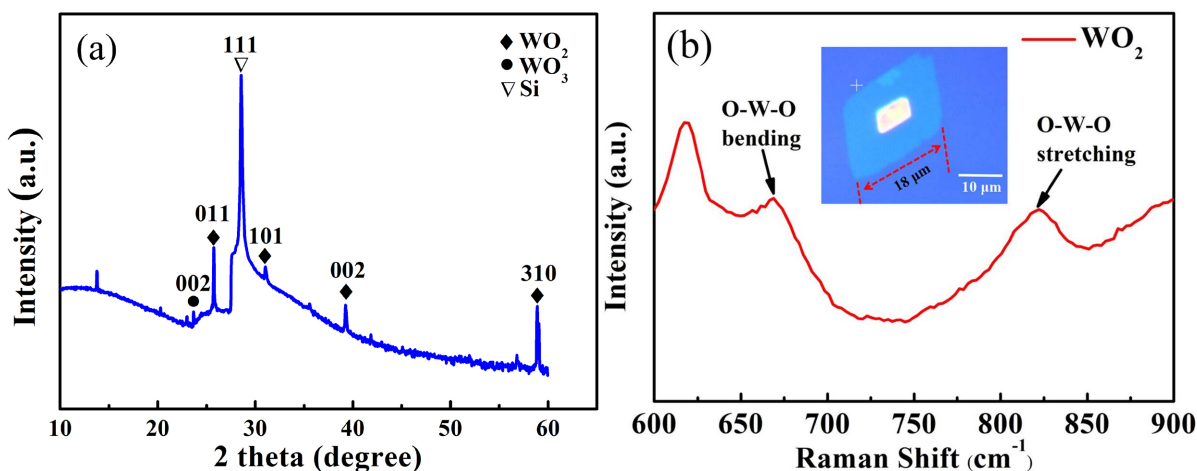 (a)
111
◆ WO₂
● WO₃
▽ Si
011
101
002
002
310
Intensity (a.u.)
10 20 30 40 50 60
2 theta (degree)
(b)
WO₂
O-W-O
bending
O-W-O
stretching
18 μm
10 μm
Intensity (a.u.)
600 650 700 750 800 850 900
Raman Shift (cm⁻¹)